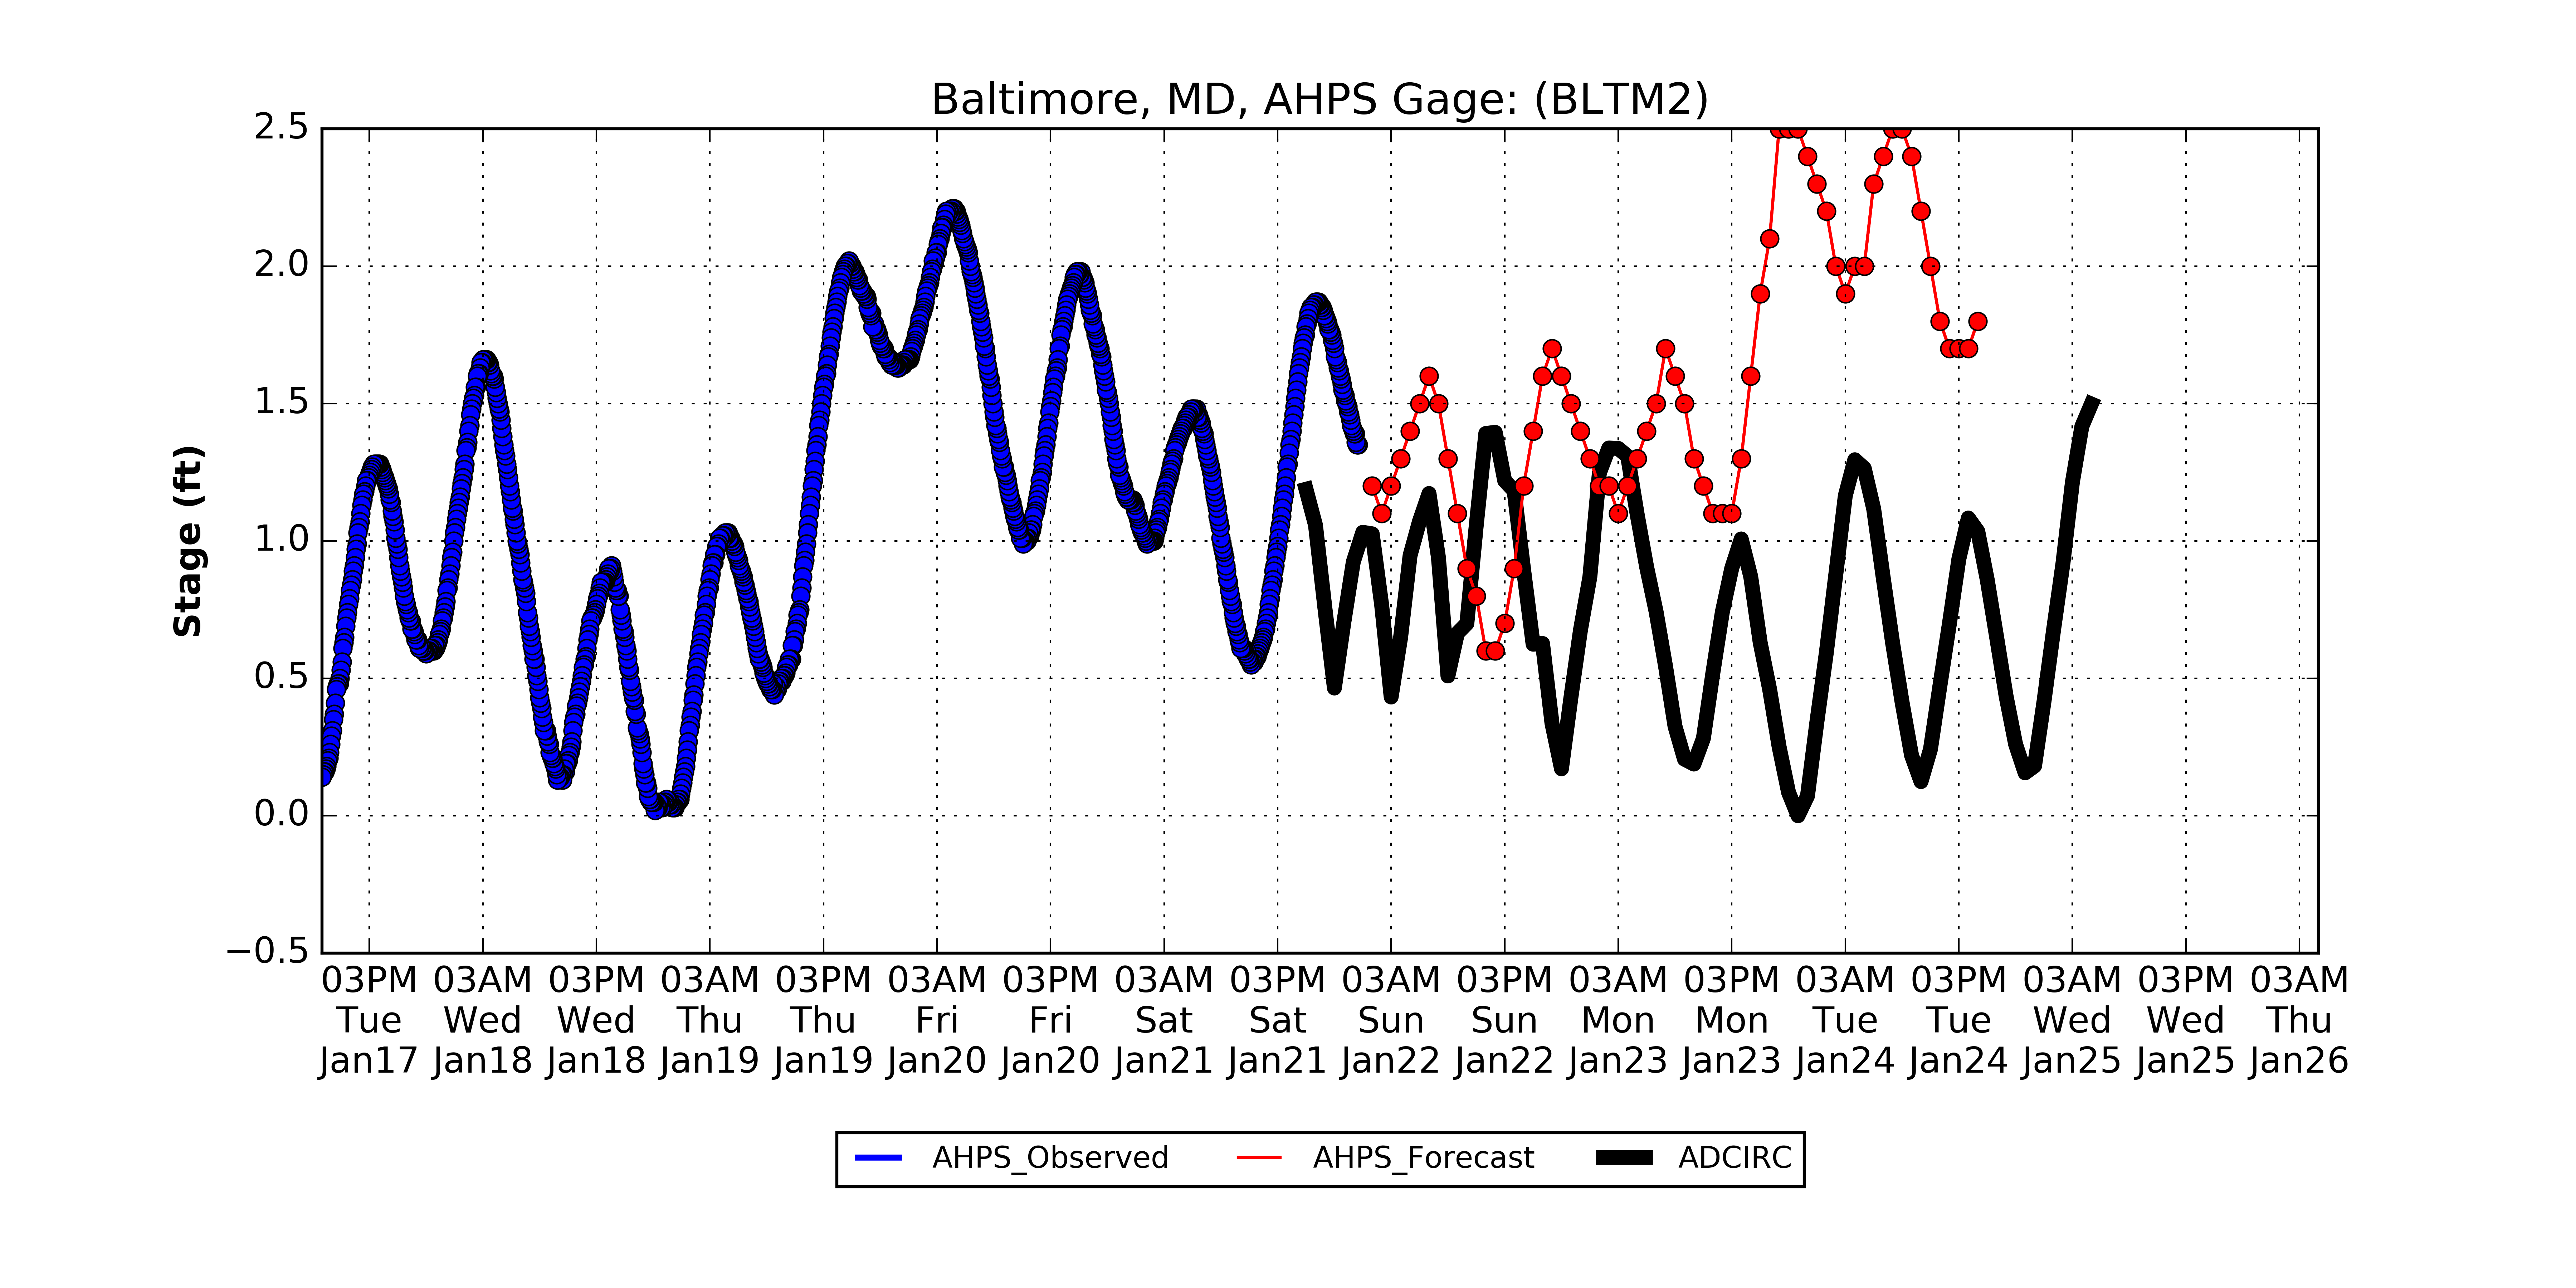 Baltimore, MD, AHPS Gage: (BLTM2)
2.5
2.0
1.5
1.0
0.5
0.0
−0.5
Stage (ft)
03PM 03AM 03PM 03AM 03PM 03AM 03PM 03AM 03PM 03AM 03PM 03AM 03PM 03AM 03PM 03AM 03PM 03AM
Tue Wed Wed Thu Thu Fri Fri Sat Sat Sun Sun Mon Mon Tue Tue Wed Wed Thu
Jan17 Jan18 Jan18 Jan19 Jan19 Jan20 Jan20 Jan21 Jan21 Jan22 Jan22 Jan23 Jan23 Jan24 Jan24 Jan25 Jan25 Jan26
AHPS_Observed AHPS_Forecast ADCIRC